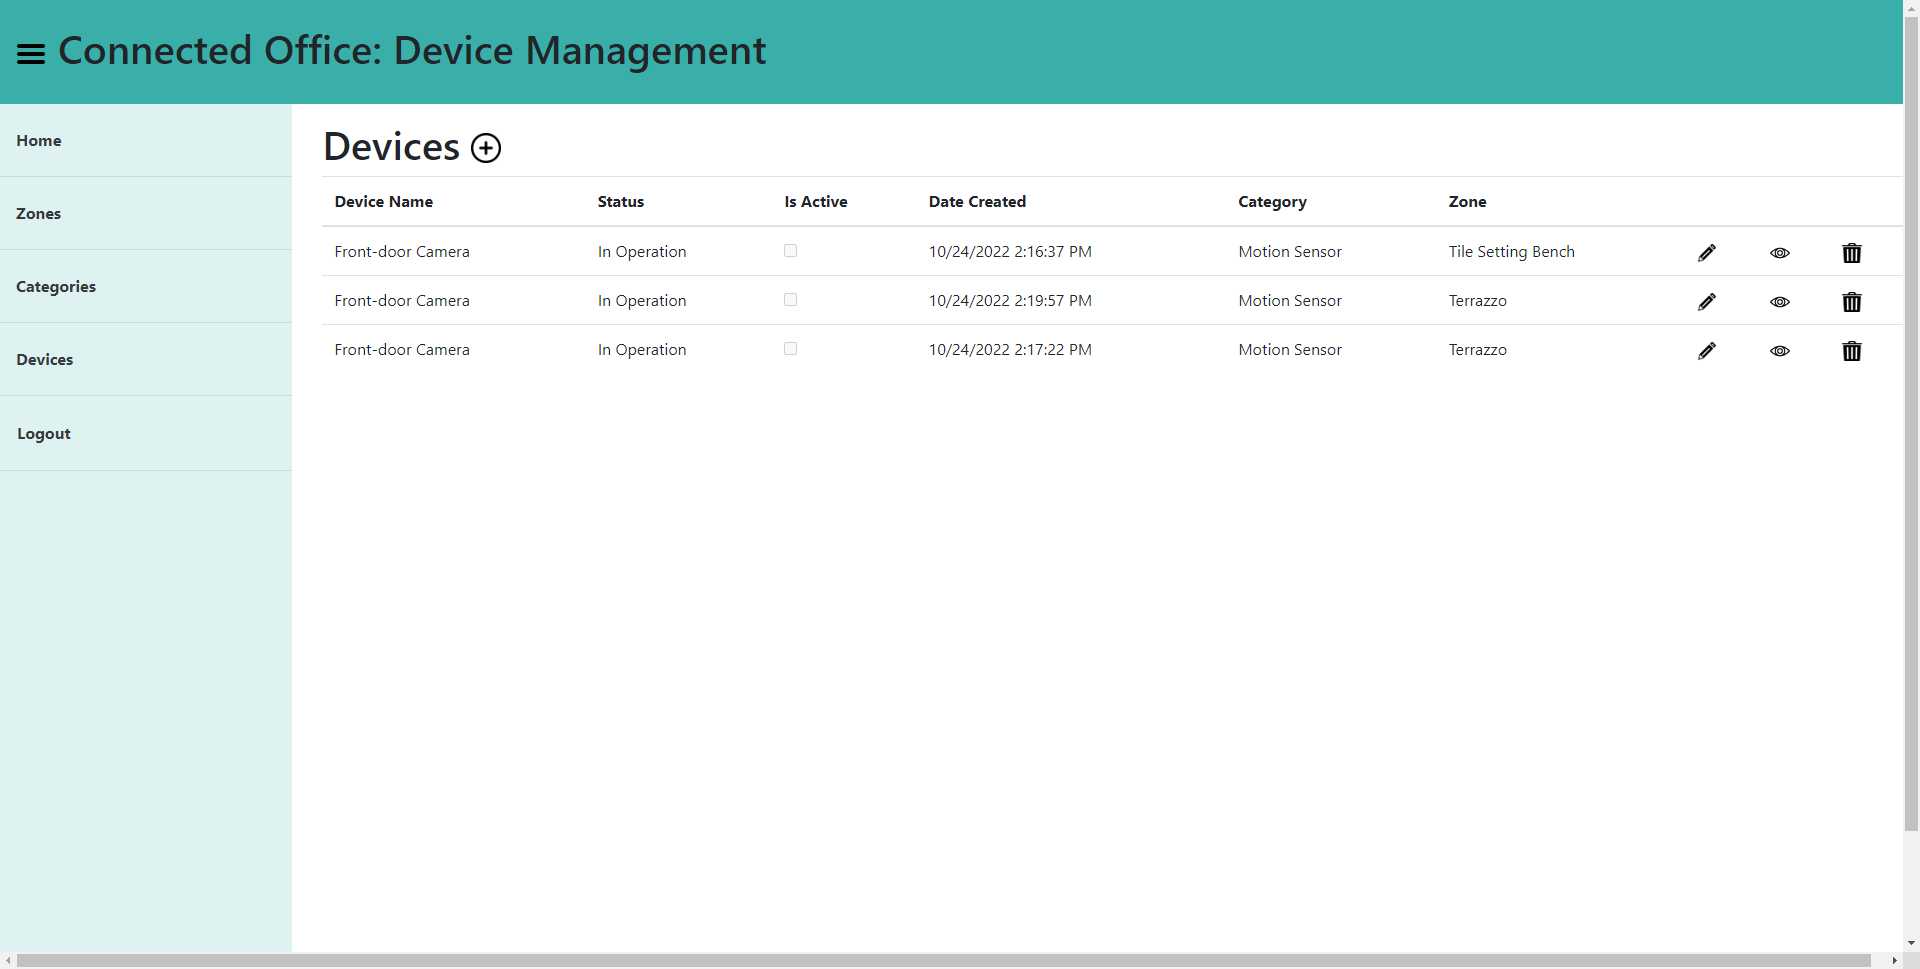 Connected Office: Device Management
Home
Zones
Categories
Devices
Logout
Devices
Device Name Status Is Active Date Created Category Zone
Front-door Camera In Operation 10/24/2022 2:16:37 PM Motion Sensor Tile Setting Bench
Front-door Camera In Operation 10/24/2022 2:19:57 PM Motion Sensor Terrazzo
Front-door Camera In Operation 10/24/2022 2:17:22 PM Motion Sensor Terrazzo